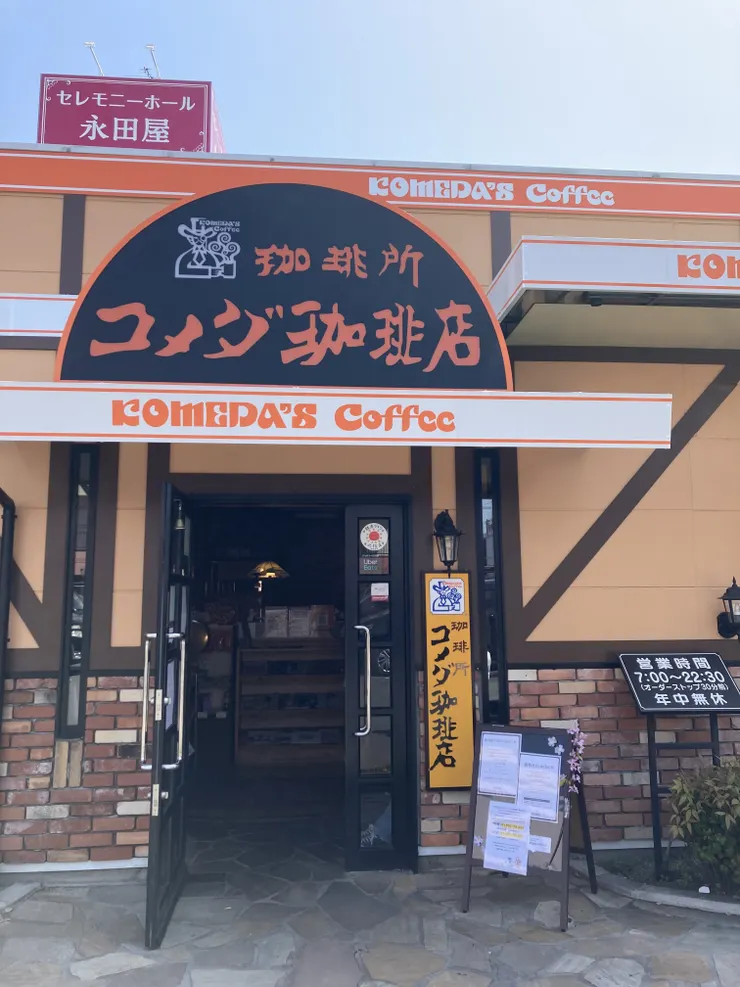 セレモニーホール
永田屋
KOMEDA'S Coffee
KOMEDA'S
Coffee
珈琲所
コメダ珈琲店
KOM
KOMEDA'S Coffee
Uber
Eats
珈琲所
コメダ珈琲店
営業時間
7:00〜22:30
(オーダーストップ30分前)
年中無休